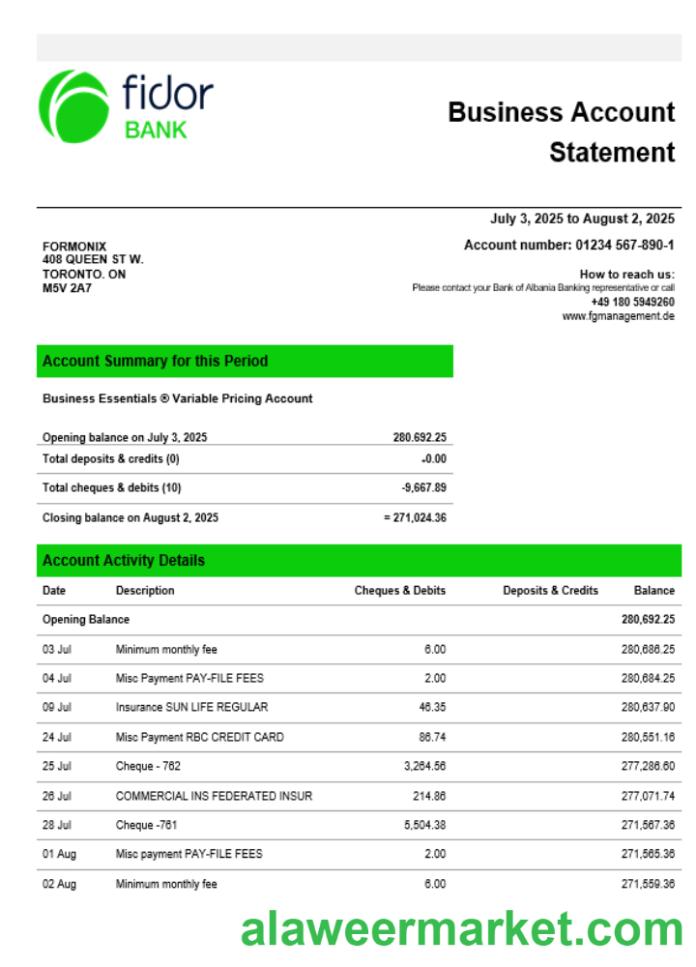 fidor
BANK
Business Account
Statement
July 3, 2025 to August 2, 2025
FORMONIX
408 QUEEN ST W.
TORONTO. ON
M5V 2A7
Account number: 01234 567-890-1
How to reach us:
Please contact your Bank of Albania Banking representative or call
+49 180 5949260
www.fgmanagement.de
Account Summary for this Period
Business Essentials ® Variable Pricing Account
Opening balance on July 3, 2025 280.692.25
Total deposits & credits (0) -0.00
Total cheques & debits (10) -9,667.89
Closing balance on August 2, 2025 = 271,024.36
Account Activity Details
Date Description Cheques & Debits Deposits & Credits Balance
Opening Balance 280,692.25
03 Jul Minimum monthly fee 6.00 280,686.25
04 Jul Misc Payment PAY-FILE FEES 2.00 280,684.25
09 Jul Insurance SUN LIFE REGULAR 46.35 280,637.90
24 Jul Misc Payment RBC CREDIT CARD 86.74 280,551.16
25 Jul Cheque - 762 3,264.56 277,286.60
26 Jul COMMERCIAL INS FEDERATED INSUR 214.86 277,071.74
28 Jul Cheque -761 5,504.38 271,567.36
01 Aug Misc payment PAY-FILE FEES 2.00 271,565.36
02 Aug Minimum monthly fee 6.00 271,559.36
alaweermarket.com